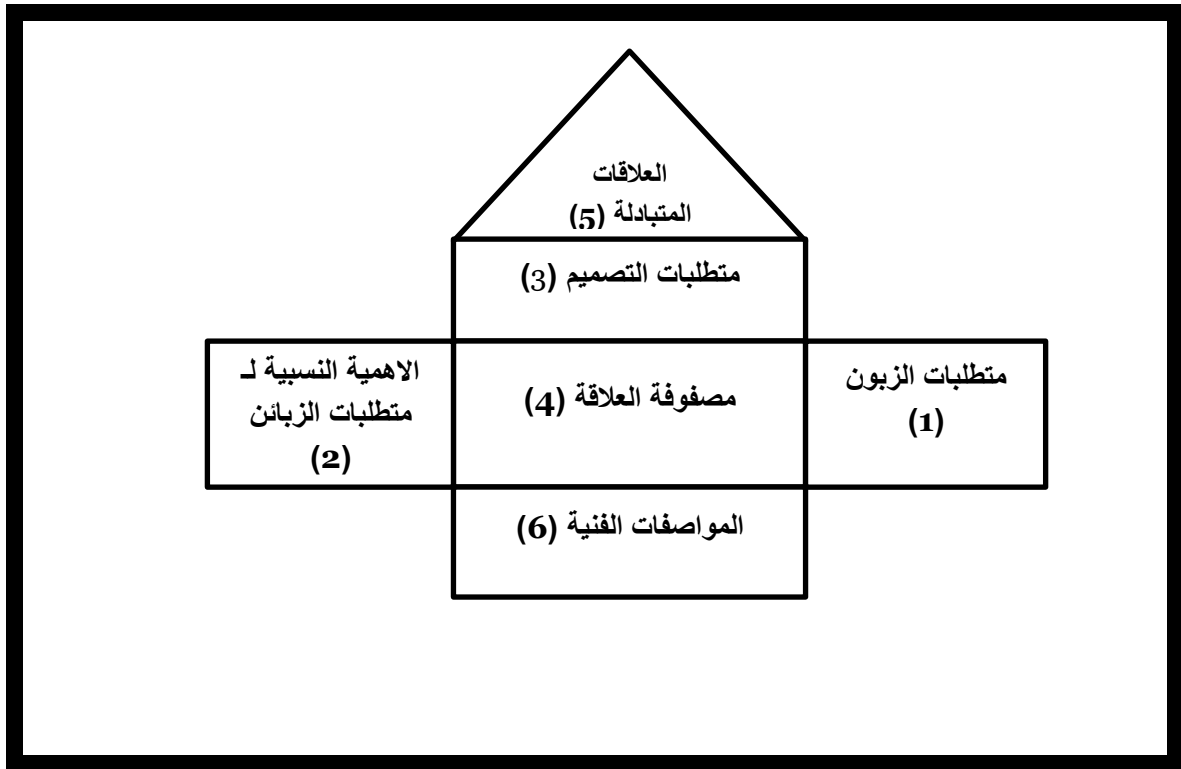 العلاقات
المتبادلة (5)
متطلبات التصميم (3)
متطلبات الزبون
(1)
مصفوفة العلاقة (4)
الاهمية النسبية لـ
متطلبات الزبائن
(2)
المواصفات الفنية (6)